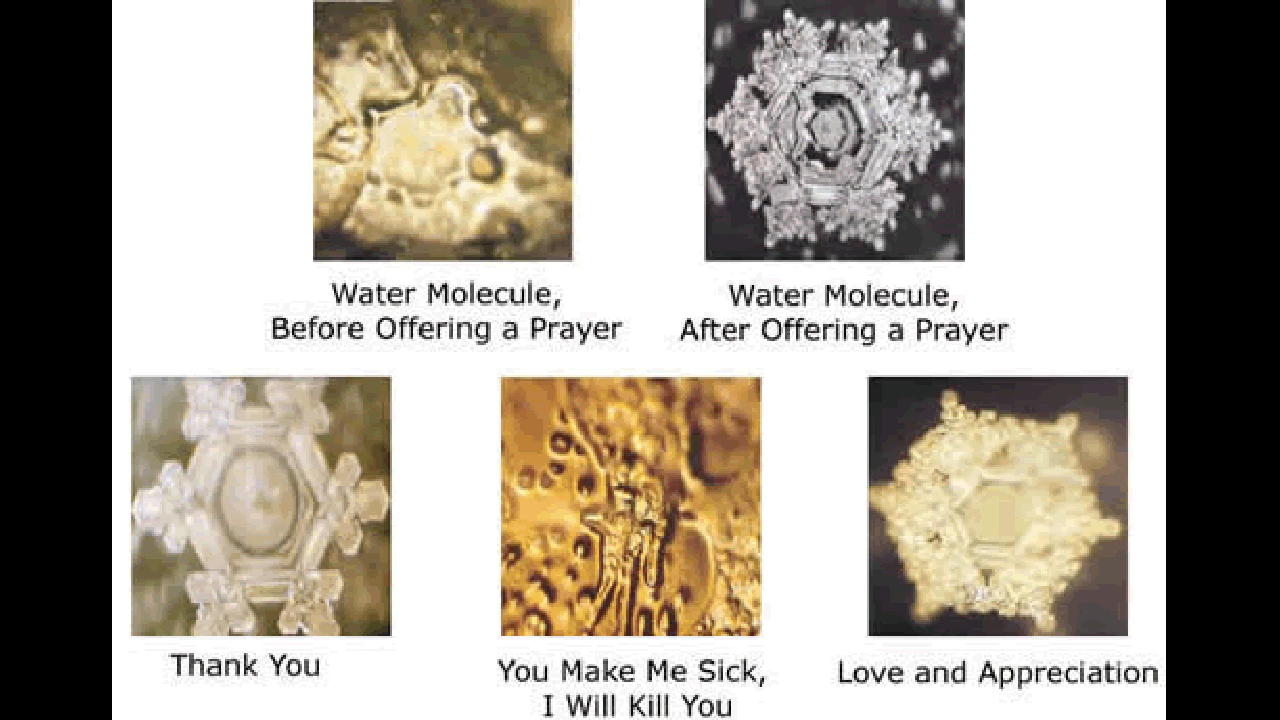 Water Molecule,
Before Offering a Prayer
Water Molecule,
After Offering a Prayer
Thank You
You Make Me Sick,
I Will Kill You
Love and Appreciation